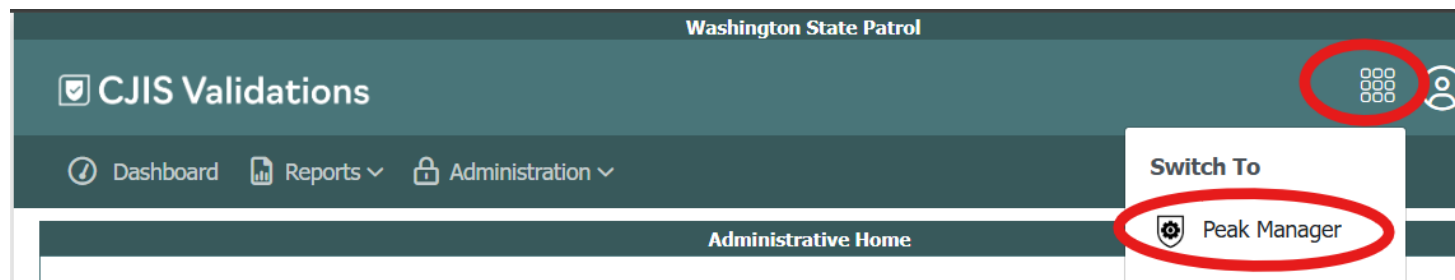 Washington State Patrol
CJIS Validations
Dashboard Reports Administration
Switch To
Peak Manager
Administrative Home